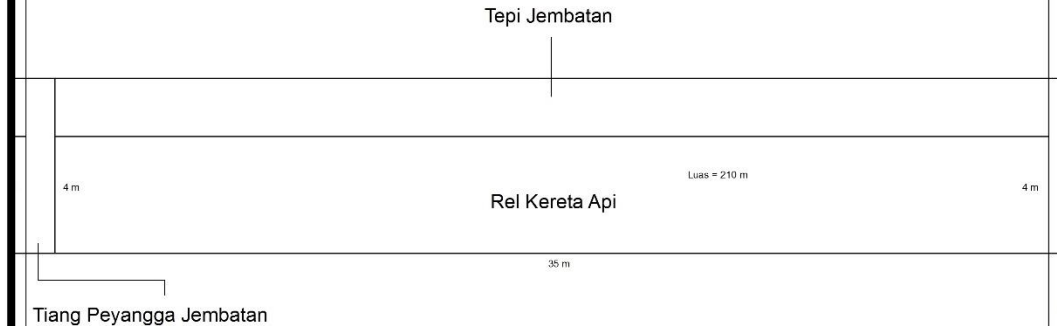 Tepi Jembatan
Luas = 210 m
4 m
4 m
Rel Kereta Api
35 m
Tiang Peyangga Jembatan